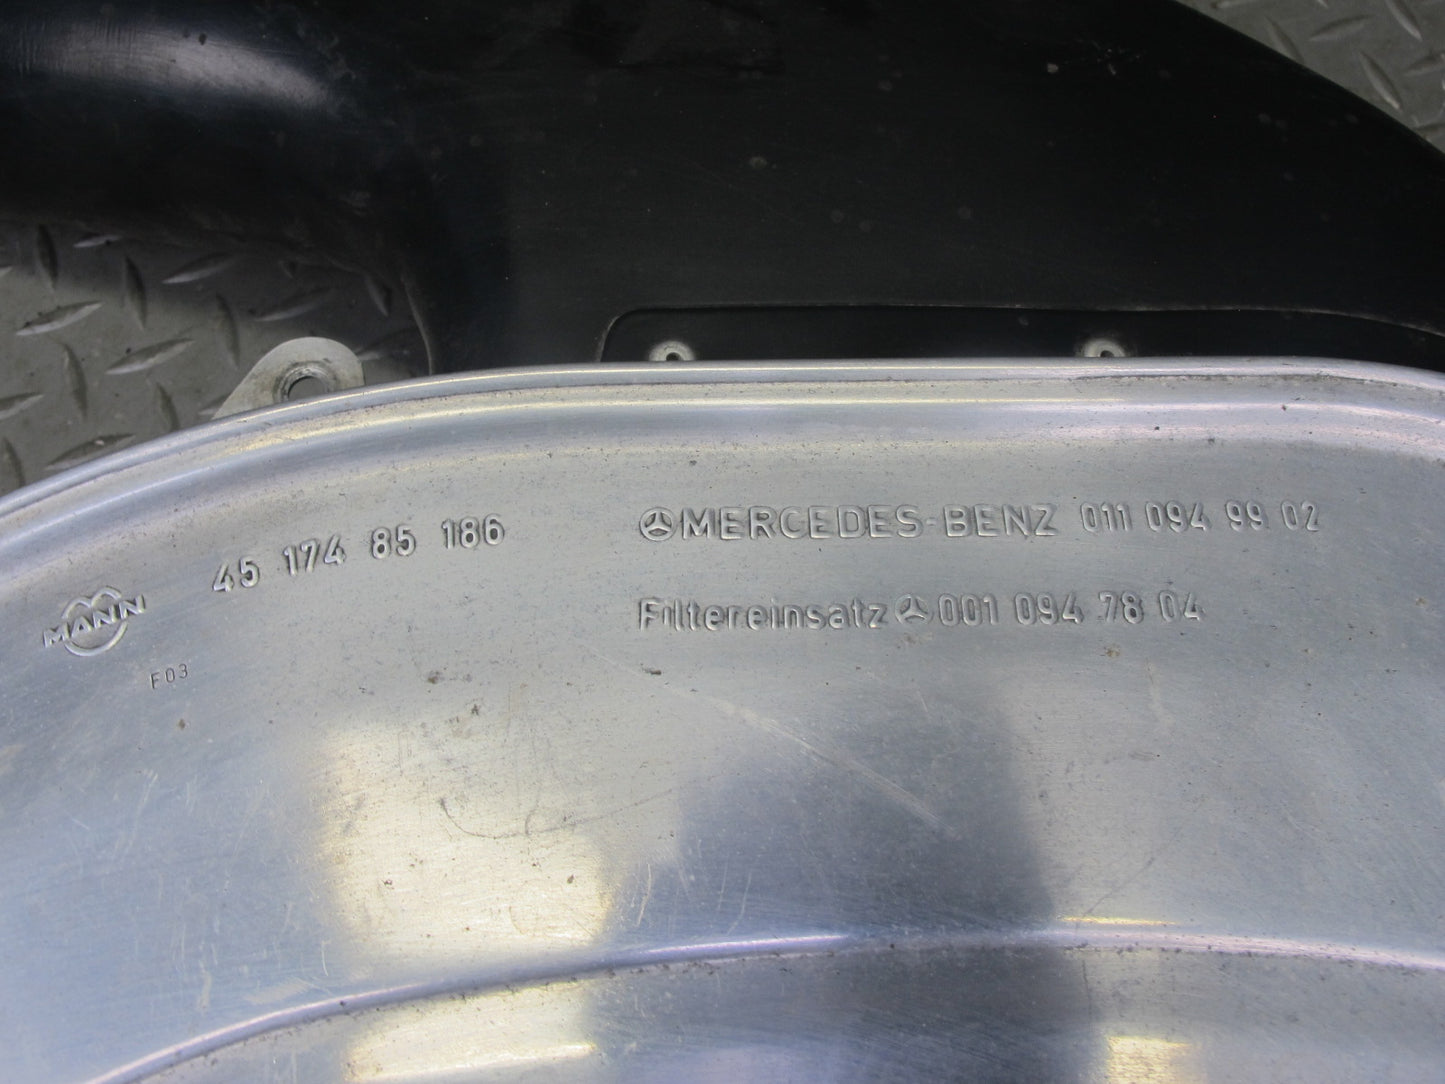 MANN
45 174 85 186
F03
MERCEDES-BENZ 011 094 99 02
Filtereinsatz 001 094 78 04